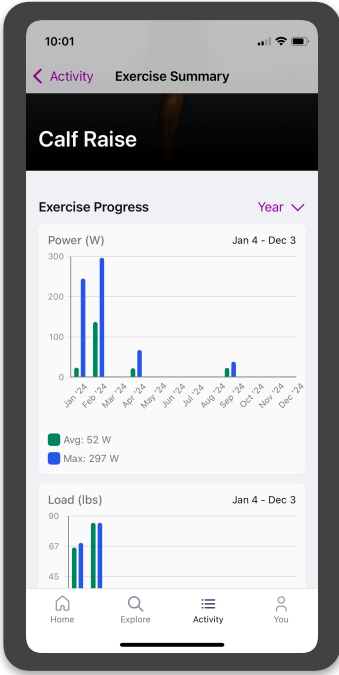 10:01
Activity
Exercise Summary
Calf Raise
Exercise Progress
Year
Power (W)
Jan 4 - Dec 3
300
200
100
0
Jan '24
Feb '24
Mar '24
Apr '24
May '24
Jun '24
Jul '24
Aug '24
Sep '24
Oct '24
Nov '24
Dec '24
Avg: 52 W
Max: 297 W
Load (lbs)
Jan 4 - Dec 3
90
67
45
Home
Explore
Activity
You